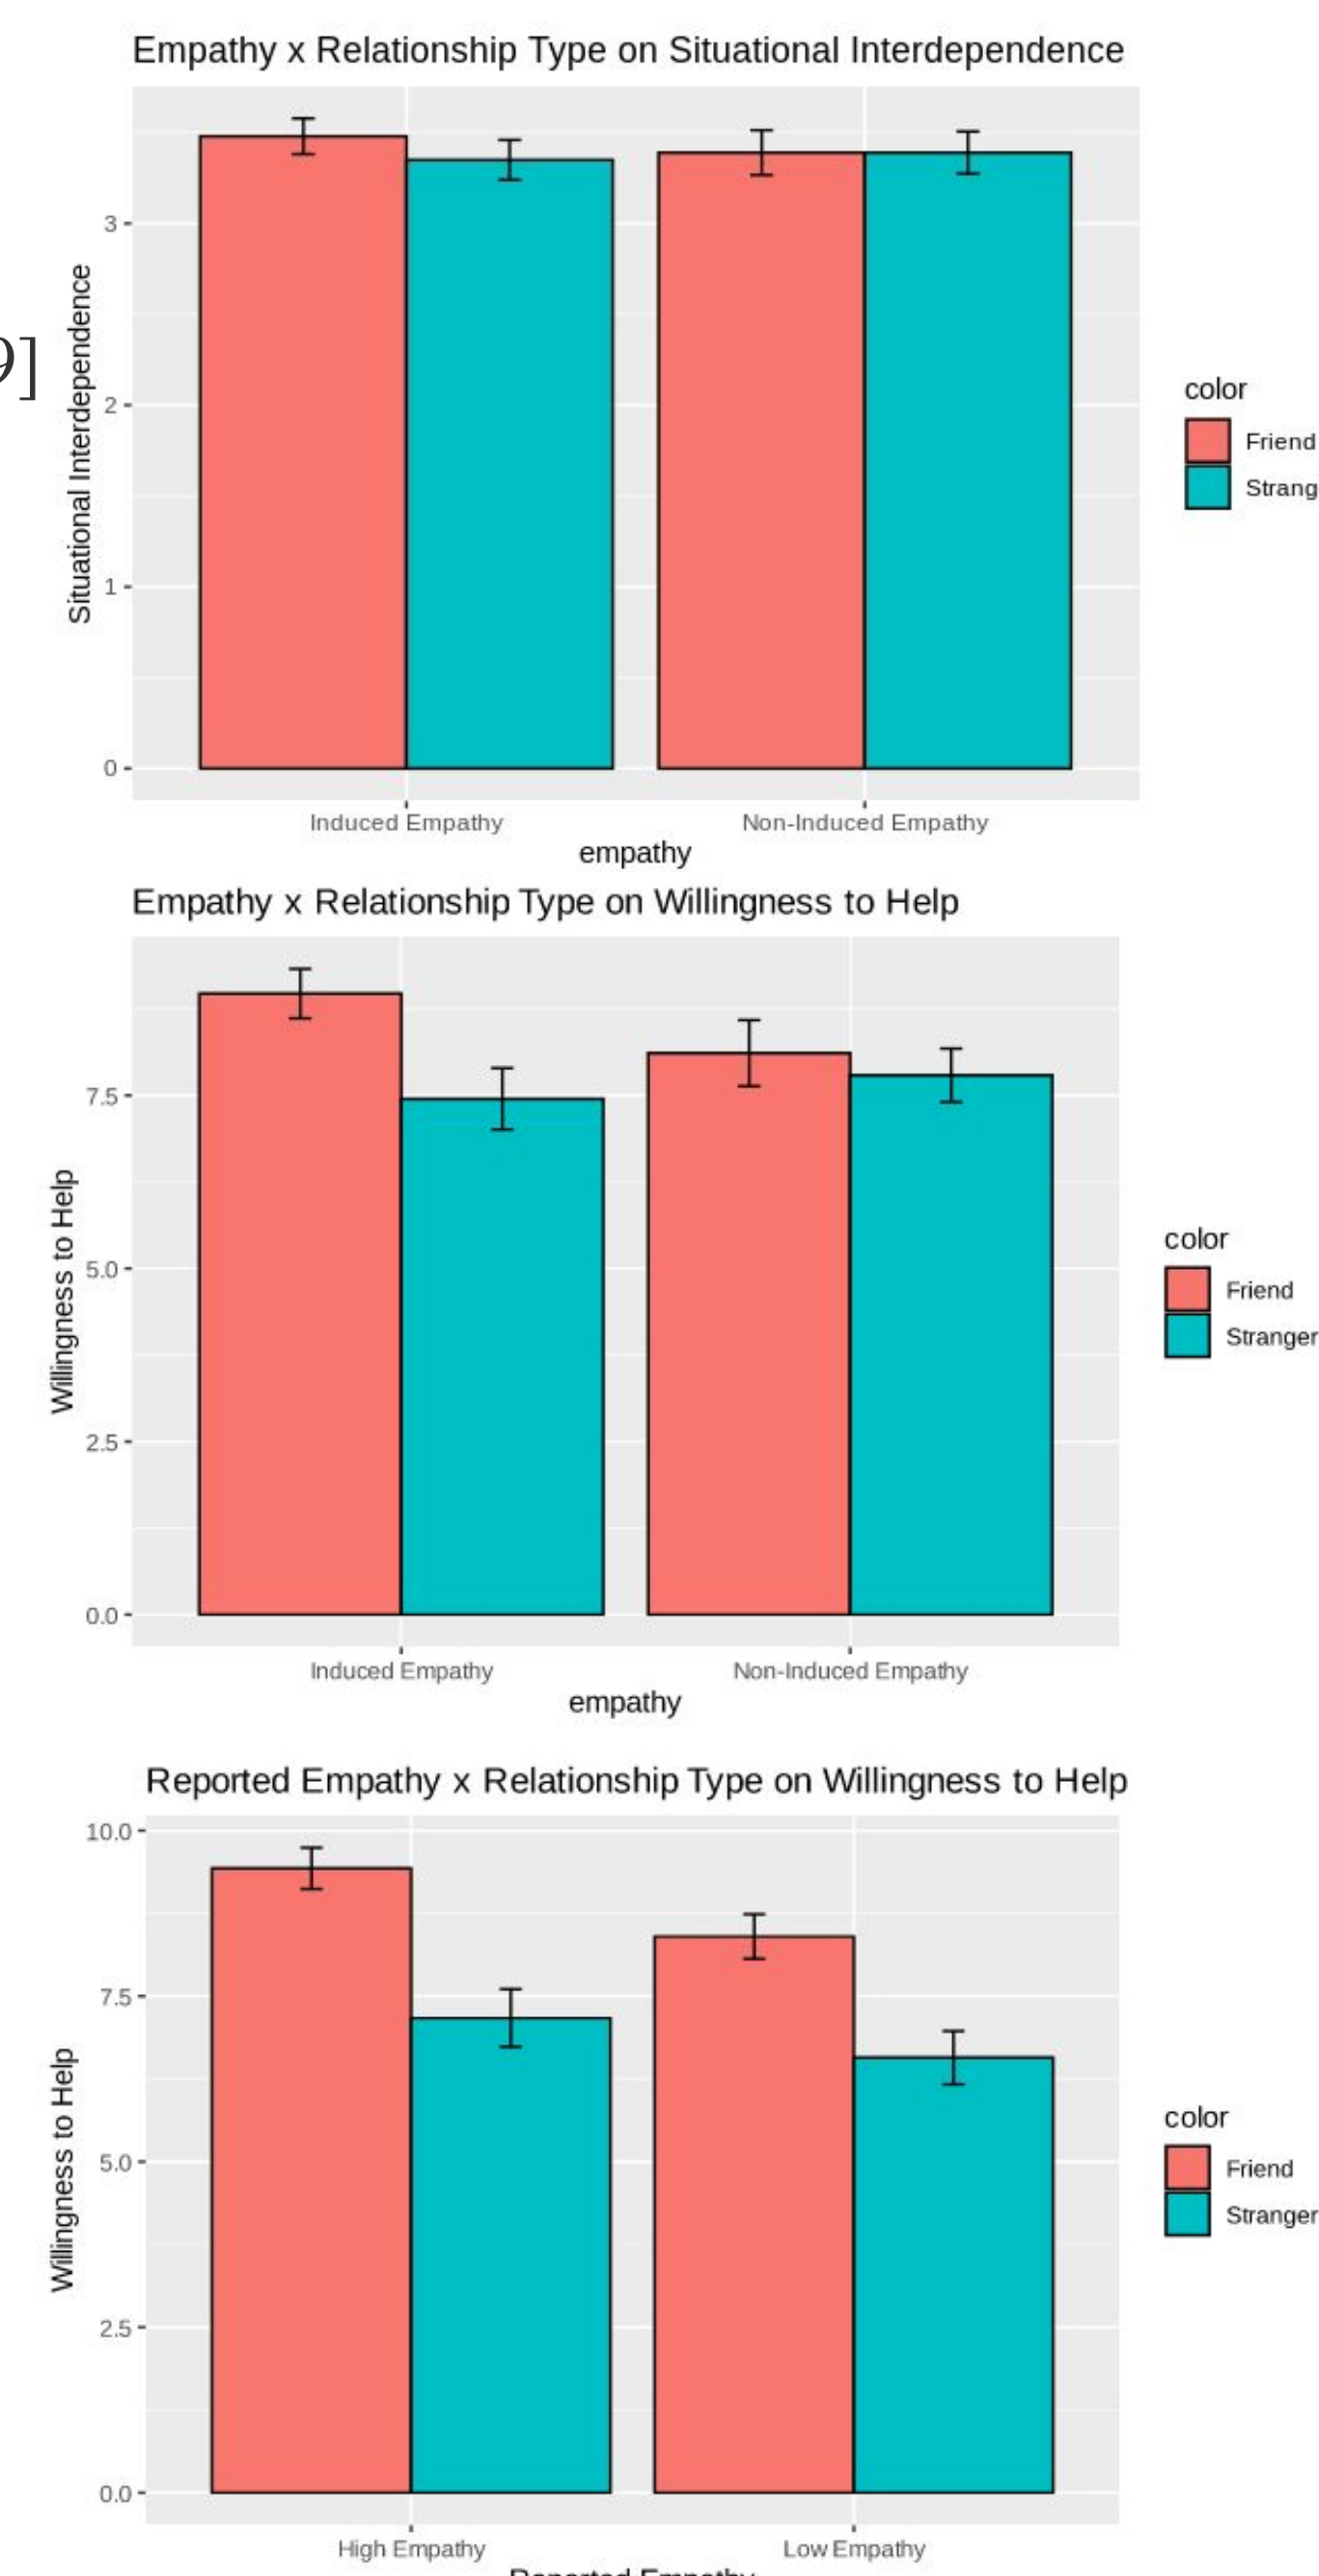 Empathy x Relationship Type on Situational Interdependence
9]
Situational Interdependence
3
2
1
0
Induced Empathy
Non-Induced Empathy
empathy
color
Friend
Strang
Empathy x Relationship Type on Willingness to Help
Willingness to Help
7.5
5.0
2.5
0.0
Induced Empathy
Non-Induced Empathy
empathy
color
Friend
Stranger
Reported Empathy x Relationship Type on Willingness to Help
Willingness to Help
10.0
7.5
5.0
2.5
0.0
High Empathy
Low Empathy
Reported Empathy
color
Friend
Stranger